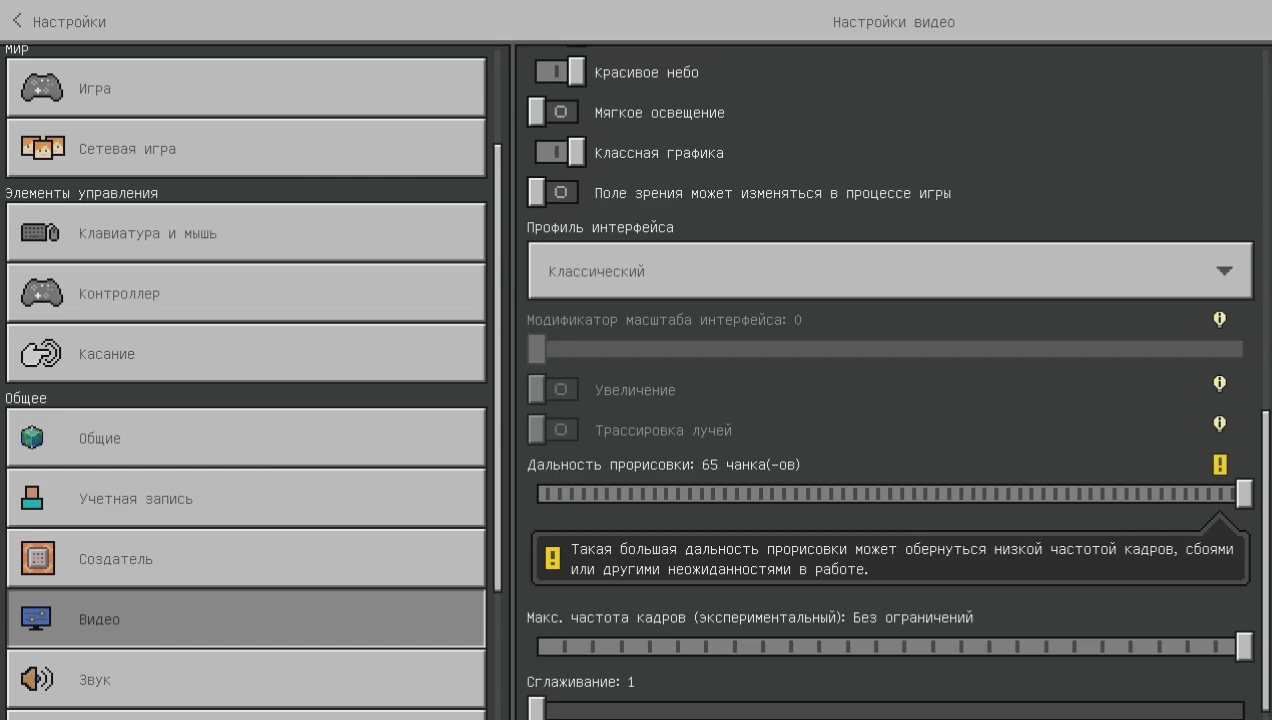 Настройки
Настройки видео
МИР
Игра
Сетевая игра
Элементы управления
Клавиатура и мышь
Контроллер
Касание
Общее
Общие
Учетная запись
Создатель
Видео
Звук
Красивое небо
Мягкое освещение
Классная графика
Поле зрения может изменяться в процессе игры
Профиль интерфейса
Классический
Модификатор масштаба интерфейса: 0
Увеличение
Трассировка лучей
Дальность прорисовки: 65 чанка(-ов)
Такая большая дальность прорисовки может обернуться низкой частотой кадров, сбоями
или другими неожиданностями в работе.
Макс. частота кадров (экспериментальный): Без ограничений
Сглаживание: 1